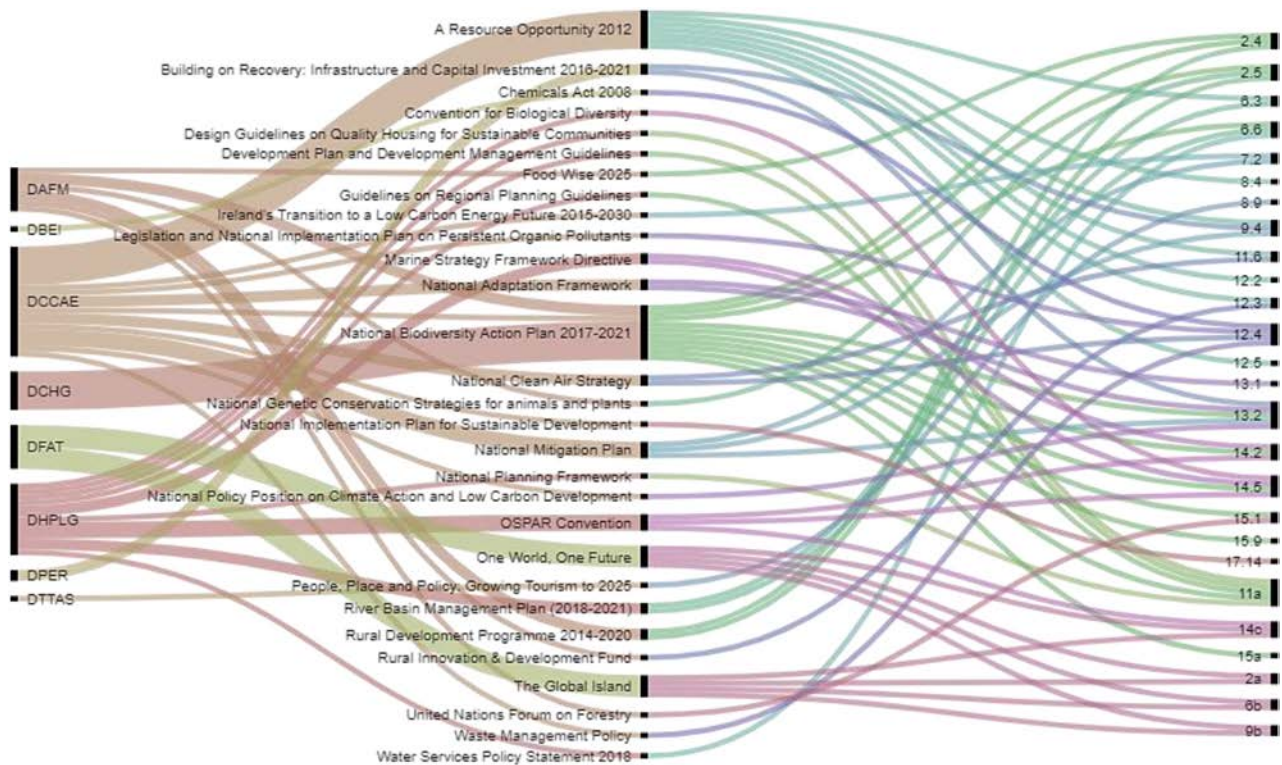 DAFM
DBEI
DCCAE
DCHG
DFAT
DHPLG
DPER
DTTAS
A Resource Opportunity 2012
Building on Recovery: Infrastructure and Capital Investment 2016-2021
Chemicals Act 2008
Convention for Biological Diversity
Design Guidelines on Quality Housing for Sustainable Communities
Development Plan and Development Management Guidelines
Food Wise 2025
Guidelines on Regional Planning Guidelines
Ireland's Transition to a Low Carbon Energy Future 2015-2030
Legislation and National Implementation Plan on Persistent Organic Pollutants
Marine Strategy Framework Directive
National Adaptation Framework
National Biodiversity Action Plan 2017-2021
National Clean Air Strategy
National Genetic Conservation Strategies for animals and plants
National Implementation Plan for Sustainable Development
National Mitigation Plan
National Planning Framework
National Policy Position on Climate Action and Low Carbon Development
OSPAR Convention
One World, One Future
People, Place and Policy, Growing Tourism to 2025
River Basin Management Plan (2018-2021)
Rural Development Programme 2014-2020
Rural Innovation & Development Fund
The Global Island
United Nations Forum on Forestry
Waste Management Policy
Water Services Policy Statement 2018
2.4
2.5
6.3
6.6
7.2
8.4
8.9
9.4
11.6
12.2
12.3
12.4
12.5
13.1
13.2
14.2
14.5
15.1
15.9
17.14
11a
14c
15a
2a
6b
9b